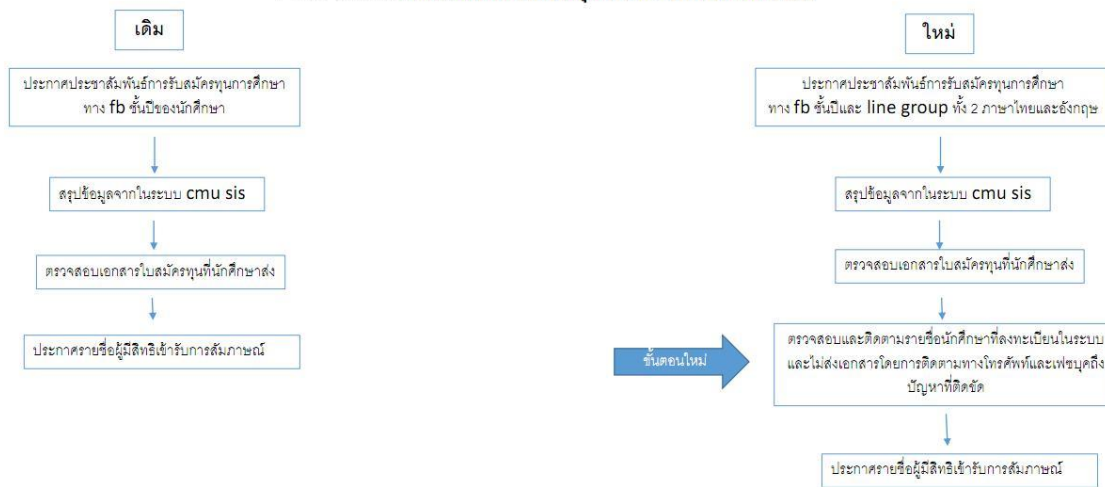 เดิม
ประกาศประชาสัมพันธ์การรับสมัครทุนการศึกษา
ทาง fb ชั้นปีของนักศึกษา
สรุปข้อมูลจากในระบบ cmu sis
ตรวจสอบเอกสารใบสมัครทุนที่นักศึกษาส่ง
ประกาศรายชื่อผู้มีสิทธิเข้ารับการสัมภาษณ์
ใหม่
ประกาศประชาสัมพันธ์การรับสมัครทุนการศึกษา
ทาง fb ชั้นปีและ line group ทั้ง 2 ภาษาไทยและอังกฤษ
สรุปข้อมูลจากในระบบ cmu sis
ตรวจสอบเอกสารใบสมัครทุนที่นักศึกษาส่ง
ขั้นตอนใหม่
ตรวจสอบและติดตามรายชื่อนักศึกษาที่ลงทะเบียนในระบบ
และไม่ส่งเอกสารโดยการติดตามทางโทรศัพท์และเฟซบุคถึง
ปัญหาที่ติดขัด
ประกาศรายชื่อผู้มีสิทธิเข้ารับการสัมภาษณ์